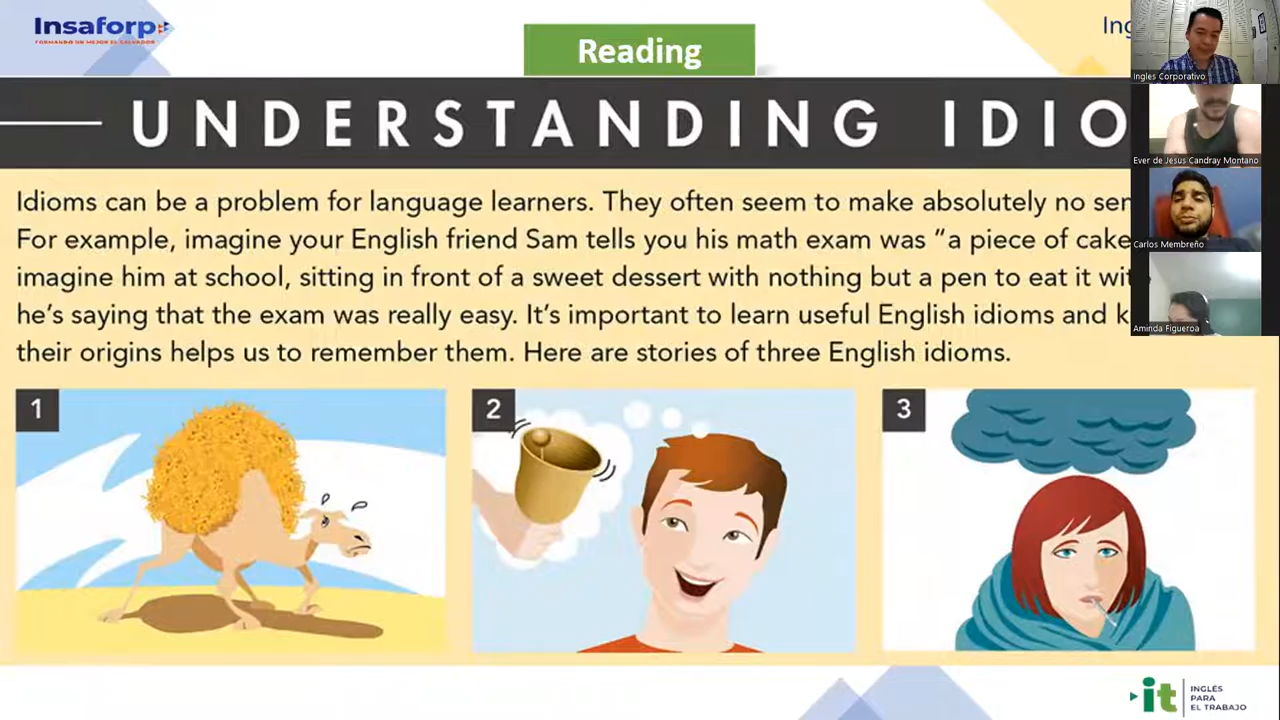 Insaforp
FORMANDO UN MEJOR EL SALVADOR
Reading
UNDERSTANDING IDIO
Idioms can be a problem for language learners. They often seem to make absolutely no sen
For example, imagine your English friend Sam tells you his math exam was “a piece of cake
imagine him at school, sitting in front of a sweet dessert with nothing but a pen to eat it wit
he’s saying that the exam was really easy. It’s important to learn useful English idioms and k
their origins helps us to remember them. Here are stories of three English idioms.
1
2
3
Ing
Ingles Corporativo
Ever de Jesus Candray Montano
Carlos Membreño
Aminda Figueroa
it
INGLÉS
PARA
EL TRABAJO